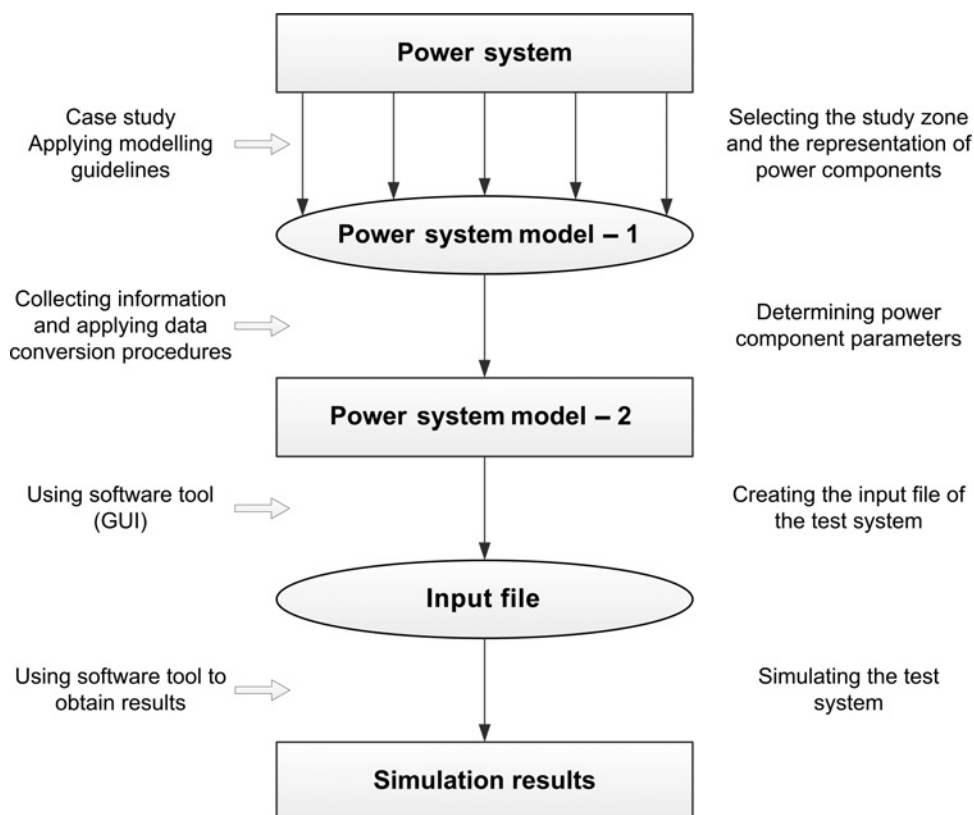 Power system
Case study
Applying modelling
guidelines
Selecting the study zone
and the representation of
power components
Power system model – 1
Collecting information
and applying data
conversion procedures
Determining power
component parameters
Power system model – 2
Using software tool
(GUI)
Creating the input file of
the test system
Input file
Using software tool to
obtain results
Simulating the test
system
Simulation results